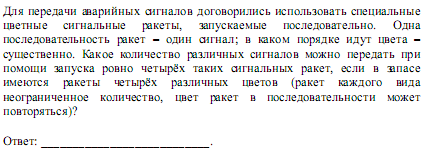 Для передачи аварийных сигналов договорились использовать специальные
цветные сигнальные ракеты, запускаемые последовательно. Одна
последовательность ракет – один сигнал; в каком порядке идут цвета –
существенно. Какое количество различных сигналов можно передать при
помощи запуска ровно четырёх таких сигнальных ракет, если в запасе
имеются ракеты четырёх различных цветов (ракет каждого вида
неограниченное количество, цвет ракет в последовательности может
повторяться)?
Ответ: ___________________________.